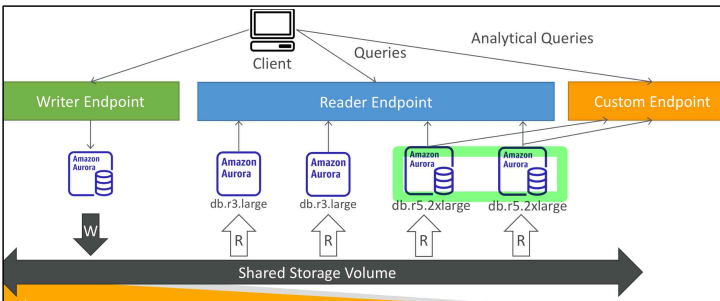 Client
Queries
Analytical Queries
Writer Endpoint
Reader Endpoint
Custom Endpoint
Amazon
Aurora
Amazon
Aurora
db.r3.large
Amazon
Aurora
db.r3.large
Amazon
Aurora
db.r5.2xlarge
Amazon
Aurora
db.r5.2xlarge
W
R
R
R
R
Shared Storage Volume